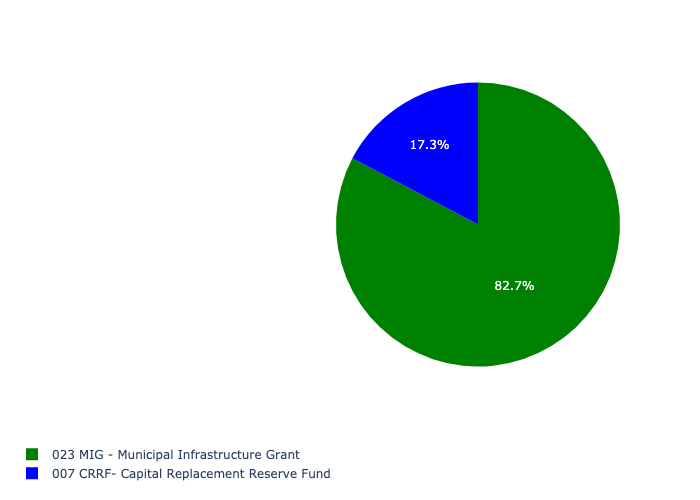 17.3%
82.7%
023 MIG - Municipal Infrastructure Grant
007 CRRF- Capital Replacement Reserve Fund